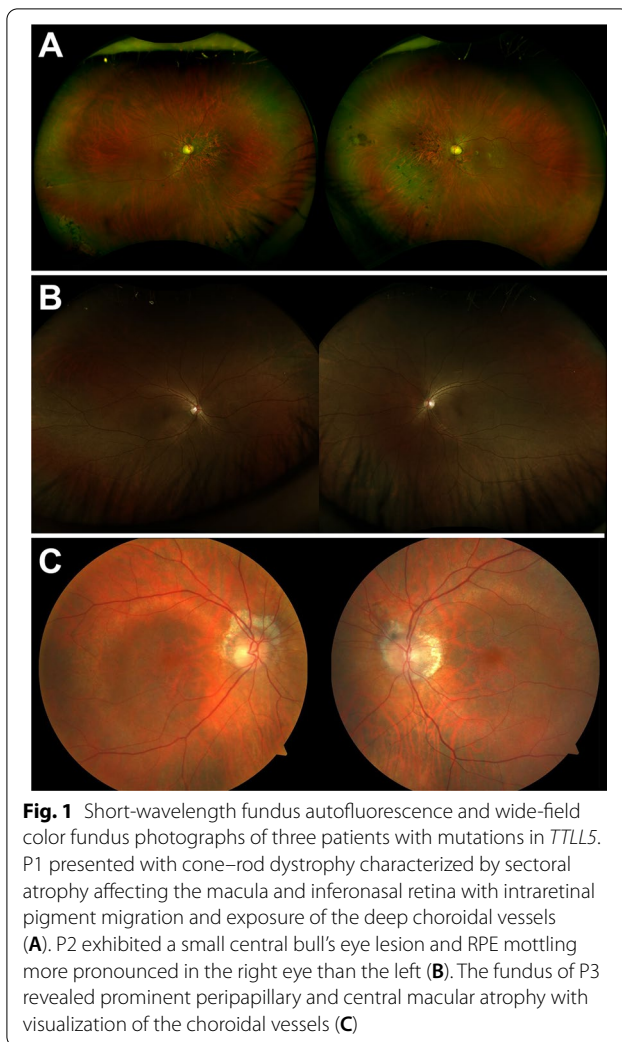 A
B
C
Fig. 1 Short-wavelength fundus autofluorescence and wide-field
color fundus photographs of three patients with mutations in TTLL5.
P1 presented with cone–rod dystrophy characterized by sectoral
atrophy affecting the macula and inferonasal retina with intraretinal
pigment migration and exposure of the deep choroidal vessels
(A). P2 exhibited a small central bull's eye lesion and RPE mottling
more pronounced in the right eye than the left (B). The fundus of P3
revealed prominent peripapillary and central macular atrophy with
visualization of the choroidal vessels (C)